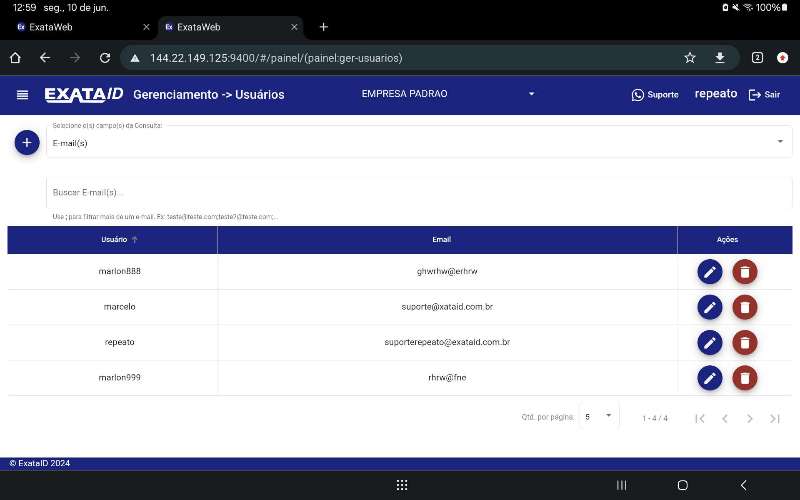 12:59 seg., 10 de jun. 100%
ExataWeb ExataWeb
144.22.149.125:9400/#/painel/(painel:ger-usuarios) 2
EXATAID Gerenciamento -> Usuários EMPRESA PADRAO Suporte repeato Sair
Selecione o(s) campo(s) da Consulta:
E-mail(s)
Buscar E-mail(s)...
Use ; para filtrar mais de um e-mail. Ex: teste@teste.com;teste2@teste.com;...
Usuário Email Ações
marlon888 ghwrhw@erhrw
marcelo suporte@xataid.com.br
repeato suporterepeato@exataid.com.br
marlon999 rhrw@fne
Qtd. por página: 5 1 - 4 / 4
© ExataID 2024